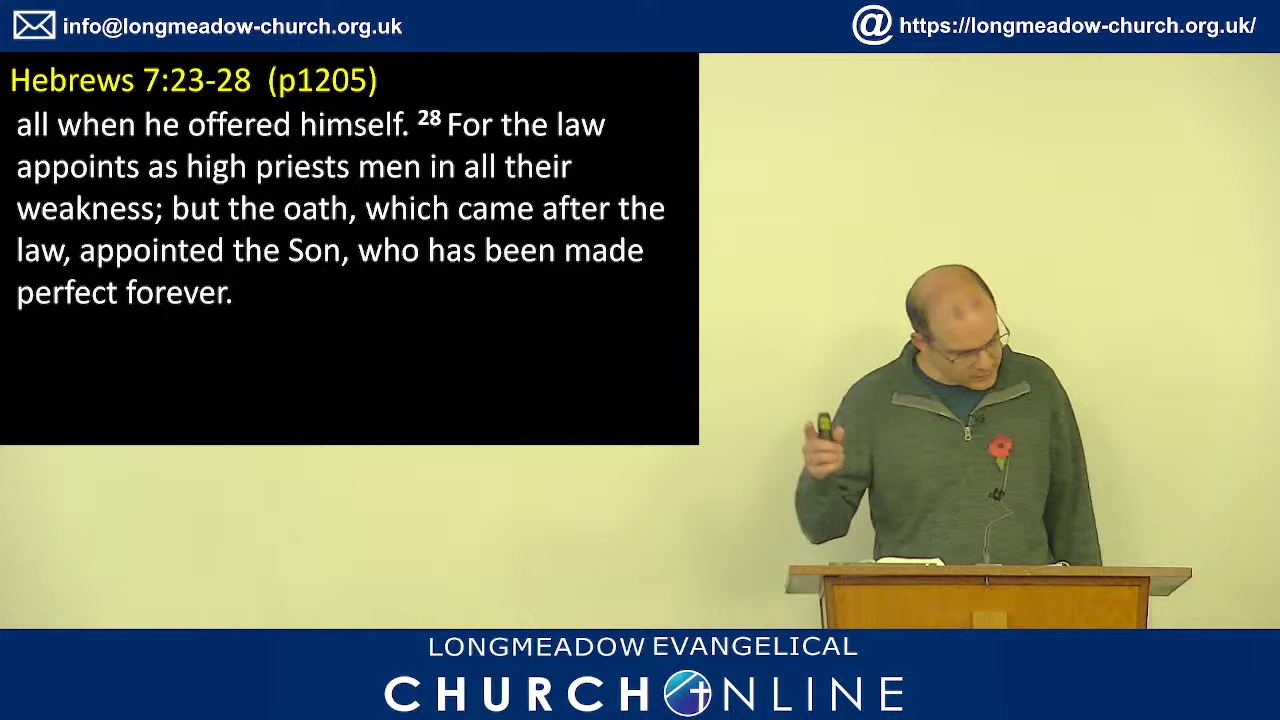 info@longmeadow-church.org.uk
https://longmeadow-church.org.uk/
Hebrews 7:23-28 (p1205)
all when he offered himself. 28 For the law
appoints as high priests men in all their
weakness; but the oath, which came after the
law, appointed the Son, who has been made
perfect forever.
LONGMEADOW EVANGELICAL
CHURCH ONLINE